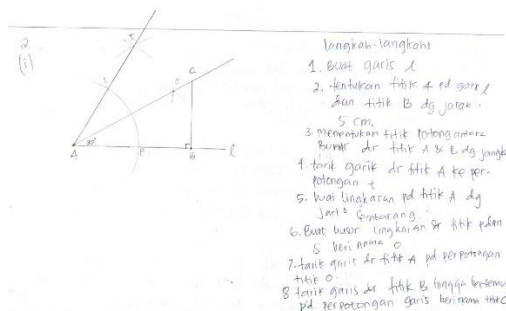 2.
(i)
C
O
A
30°
P
B
l
langkah-langkah
1. Buat garis l
2. tentukan titik A pd garis l
dan titik B dg jarak
5 cm.
3. menentukan titik potong antara
Busur dr titik A & B dg jangka
4. tarik garis dr titik A ke per-
potongan t
5. lingkaran pd titik A dg
jari² sembarang
6. Buat busur lingkaran dr titik p dan
S beri nama O
7. tarik garis dr titik A pd perpotongan
titik O.
8 tarik garis dr titik B hingga bertemu
pd perpotongan garis beri nama titik C